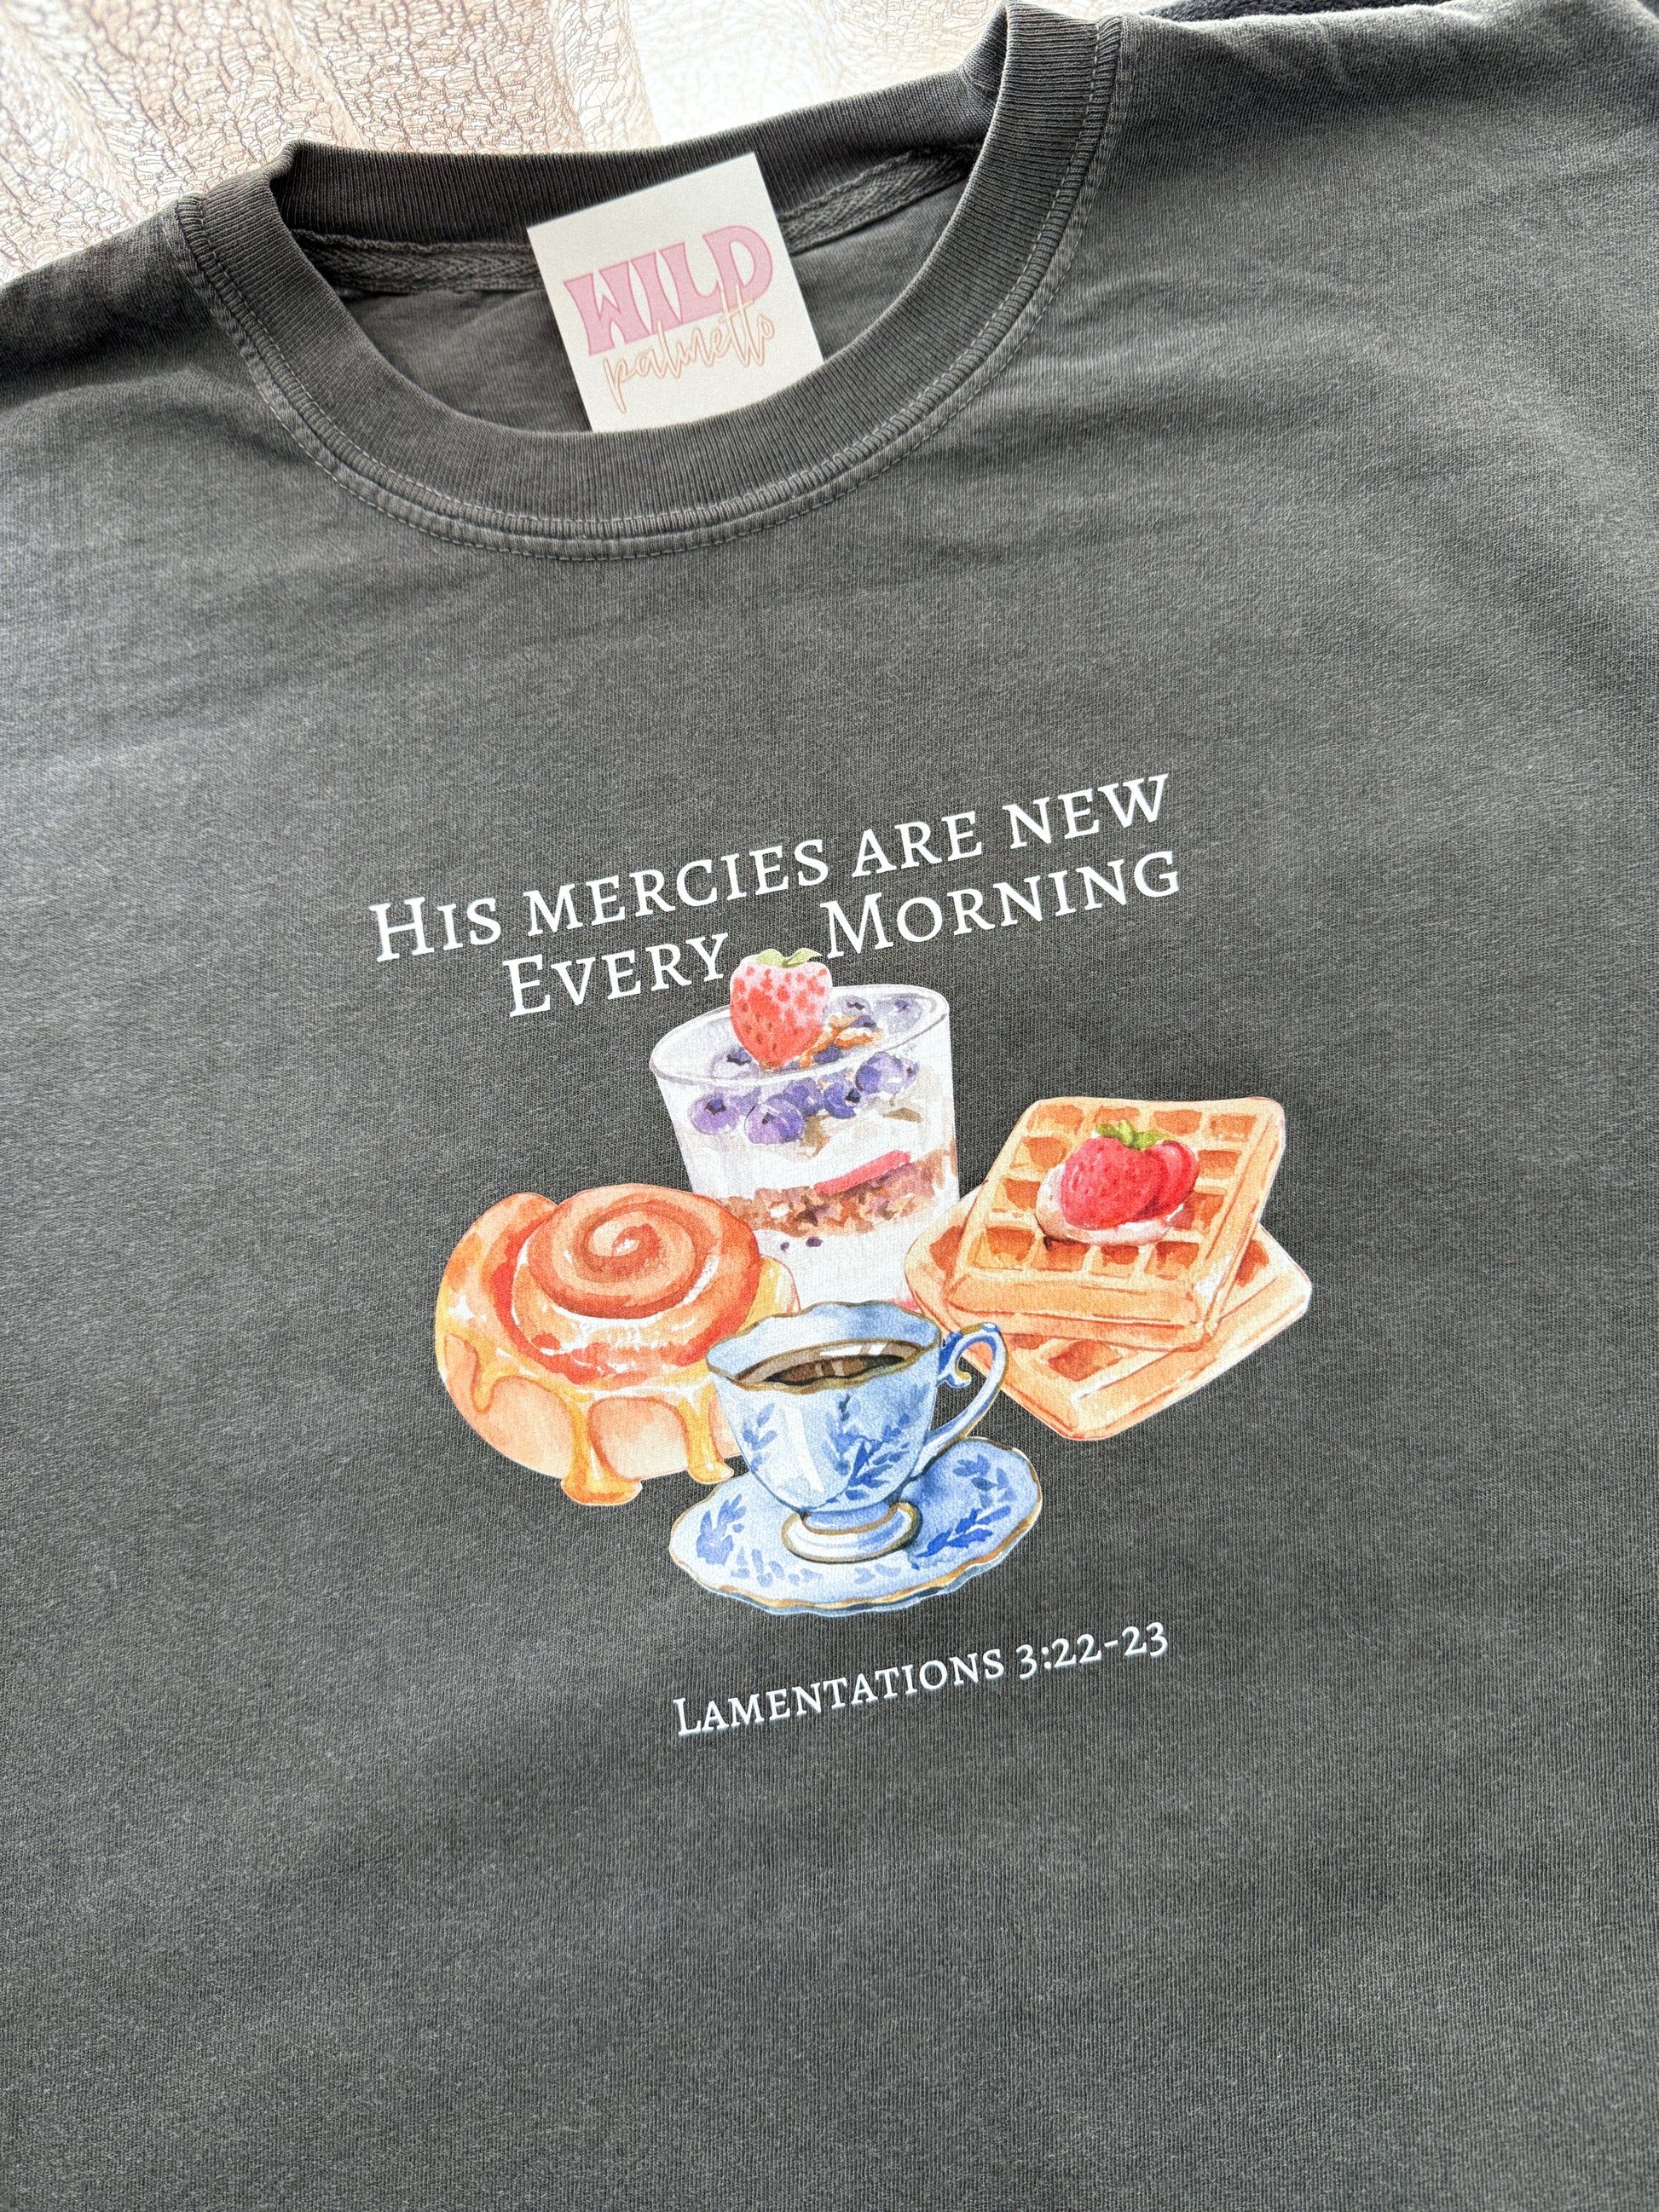 WILD
palmetto
His mercies are new
Every Morning
Lamentations 3:22-23